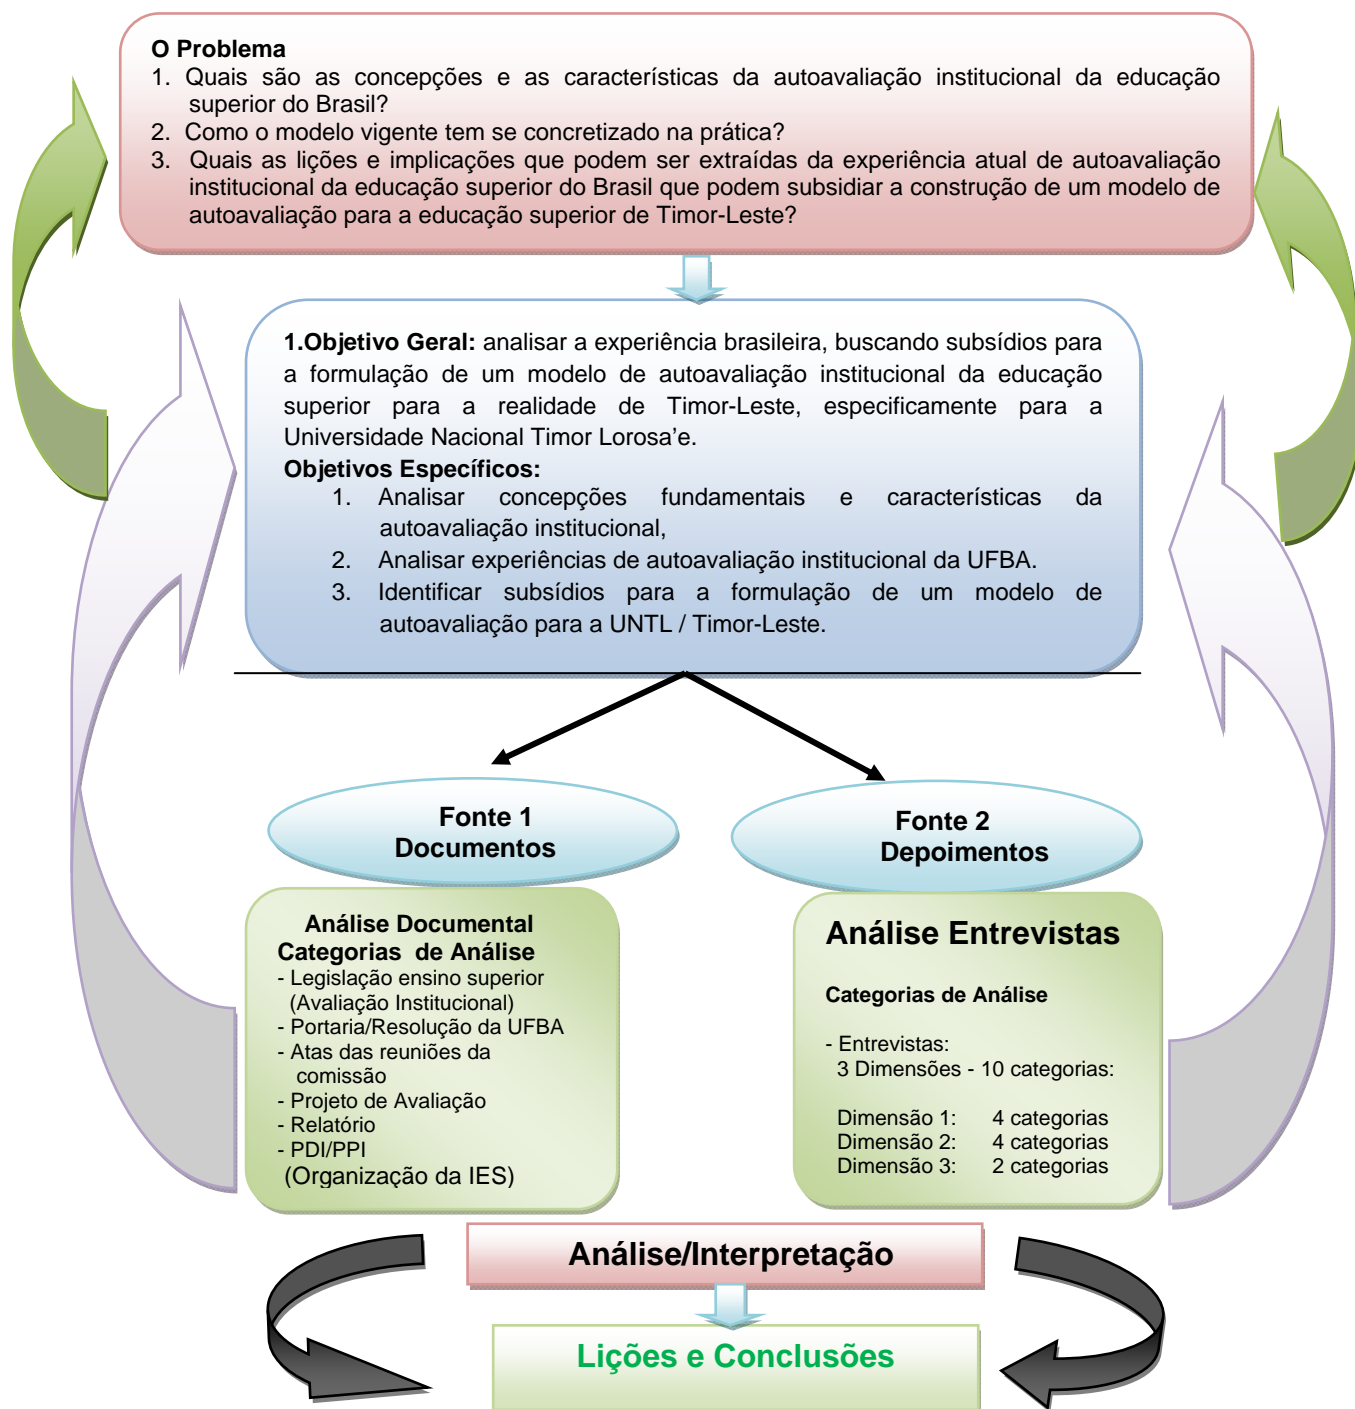 O Problema
1. Quais são as concepções e as características da autoavaliação institucional da educação
superior do Brasil?
2. Como o modelo vigente tem se concretizado na prática?
3. Quais as lições e implicações que podem ser extraídas da experiência atual de autoavaliação
institucional da educação superior do Brasil que podem subsidiar a construção de um modelo de
autoavaliação para a educação superior de Timor-Leste?
1.Objetivo Geral: analisar a experiência brasileira, buscando subsídios para
a formulação de um modelo de autoavaliação institucional da educação
superior para a realidade de Timor-Leste, especificamente para a
Universidade Nacional Timor Lorosa’e.
Objetivos Específicos:
1. Analisar concepções fundamentais e características da
autoavaliação institucional,
2. Analisar experiências de autoavaliação institucional da UFBA.
3. Identificar subsídios para a formulação de um modelo de
autoavaliação para a UNTL / Timor-Leste.
Fonte 1
Documentos
Fonte 2
Depoimentos
Análise Documental
Categorias de Análise
- Legislação ensino superior
(Avaliação Institucional)
- Portaria/Resolução da UFBA
- Atas das reuniões da
comissão
- Projeto de Avaliação
- Relatório
- PDI/PPI
(Organização da IES)
Análise Entrevistas
Categorias de Análise
- Entrevistas:
3 Dimensões - 10 categorias:
Dimensão 1: 4 categorias
Dimensão 2: 4 categorias
Dimensão 3: 2 categorias
Análise/Interpretação
Lições e Conclusões